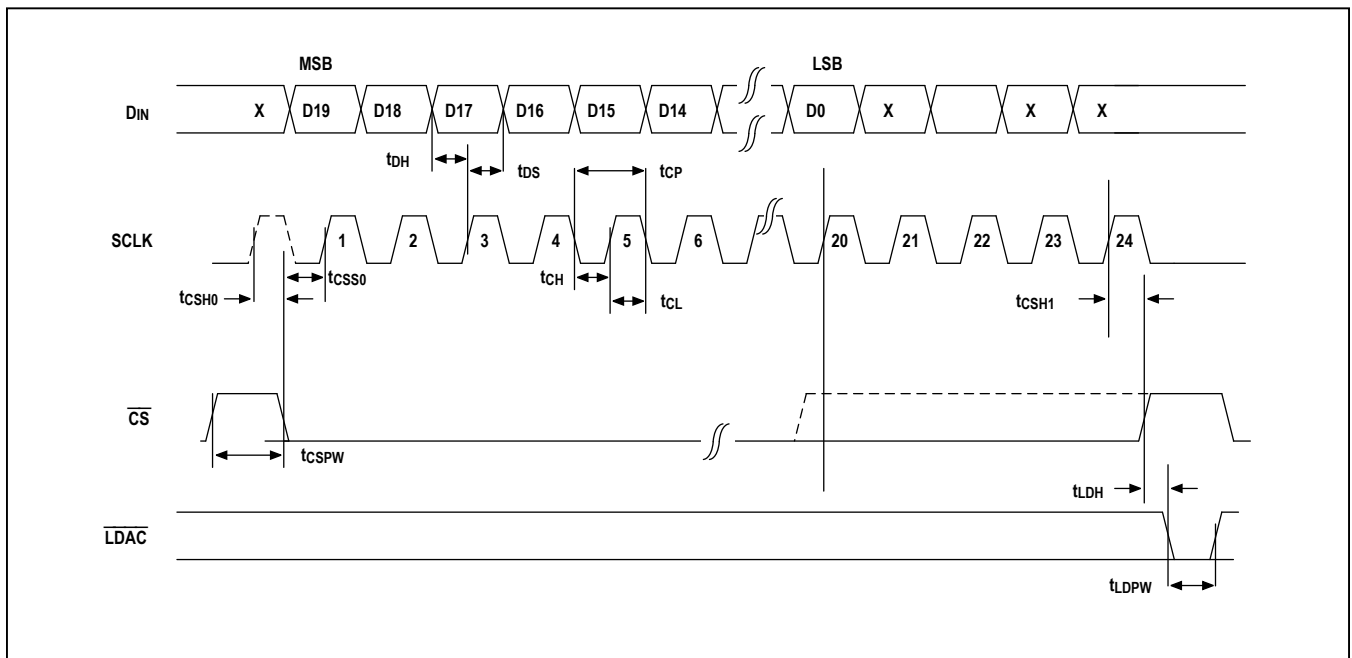 MSB LSB
DIN X D19 D18 D17 D16 D15 D14 D0 X X X
tDH tDS tCP
SCLK 1 2 3 4 5 6 20 21 22 23 24
tCSH0 tCSS0 tCH tCL tCSH1
CS
tCSPW
tLDH
LDAC
tLDPW